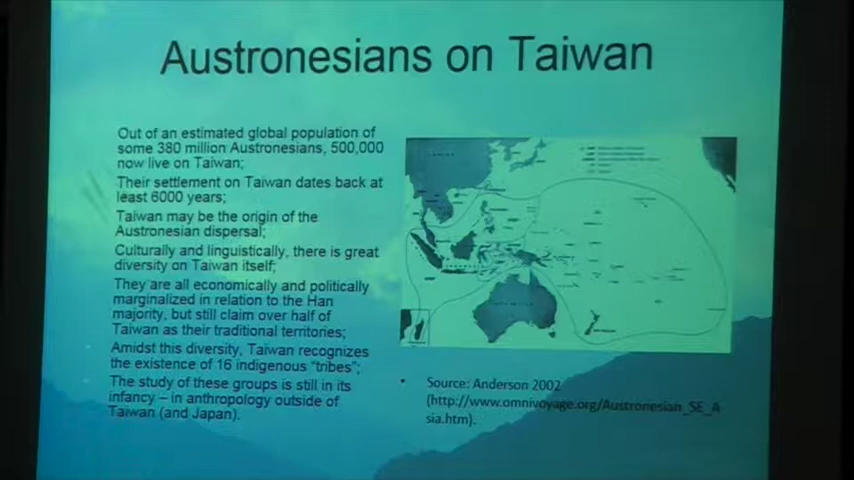 Austronesians on Taiwan
Out of an estimated global population of
some 380 million Austronesians, 500,000
now live on Taiwan;
Their settlement on Taiwan dates back at
least 6000 years;
Taiwan may be the origin of the
Austronesian dispersal;
Culturally and linguistically, there is great
diversity on Taiwan itself;
They are all economically and politically
marginalized in relation to the Han
majority, but still claim over half of
Taiwan as their traditional territories;
Amidst this diversity, Taiwan recognizes
the existence of 16 indigenous "tribes";
The study of these groups is still in its
infancy – in anthropology outside of
Taiwan (and Japan).
• Source: Anderson 2002
(http://www.omnivoyage.org/Austronesian_SE_A
sia.htm).